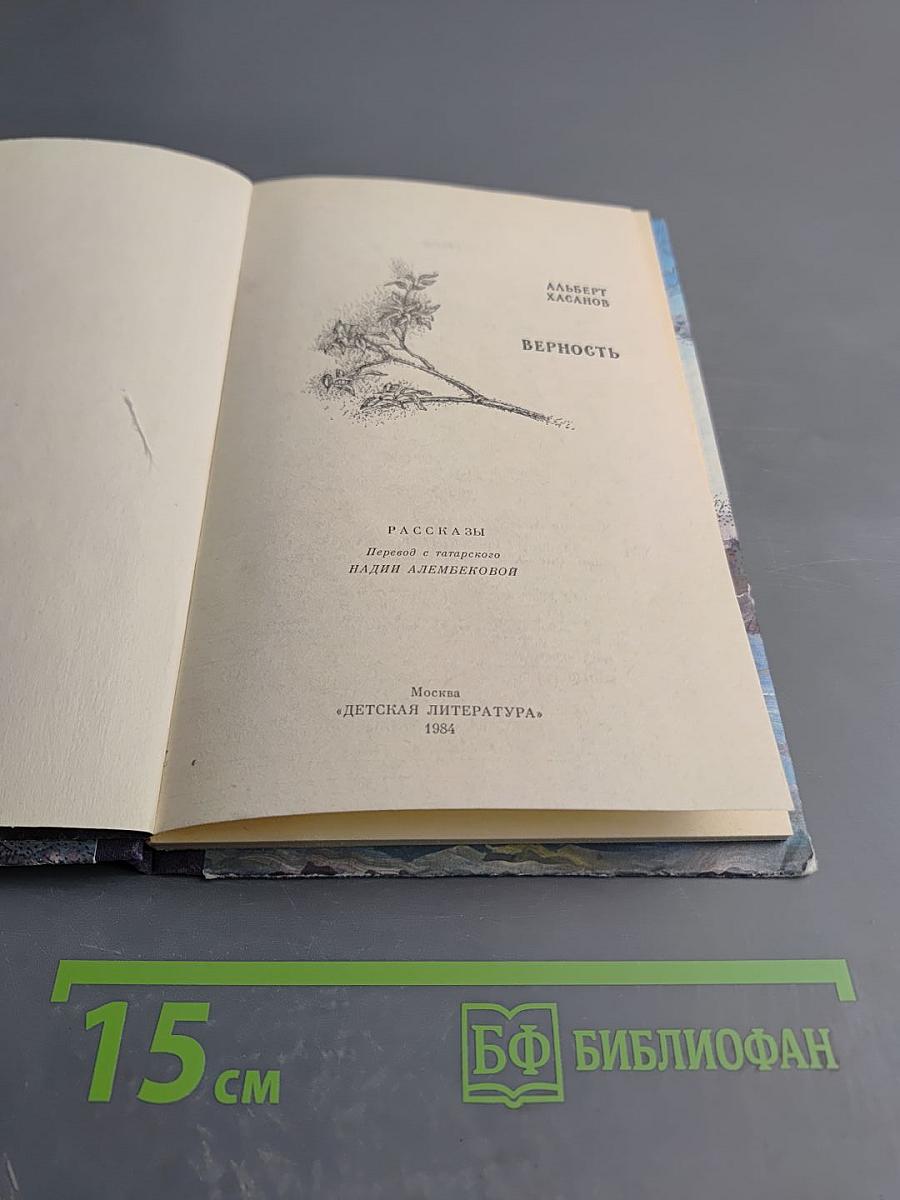 АЛЬБЕРТ
ХАСАНОВ
ВЕРНОСТЬ
РАССКАЗЫ
Перевод с татарского
НАДИИ АЛЕМБЕКОВОЙ
Москва
«ДЕТСКАЯ ЛИТЕРАТУРА»
1984
15 см
БФ БИБЛИОФАН